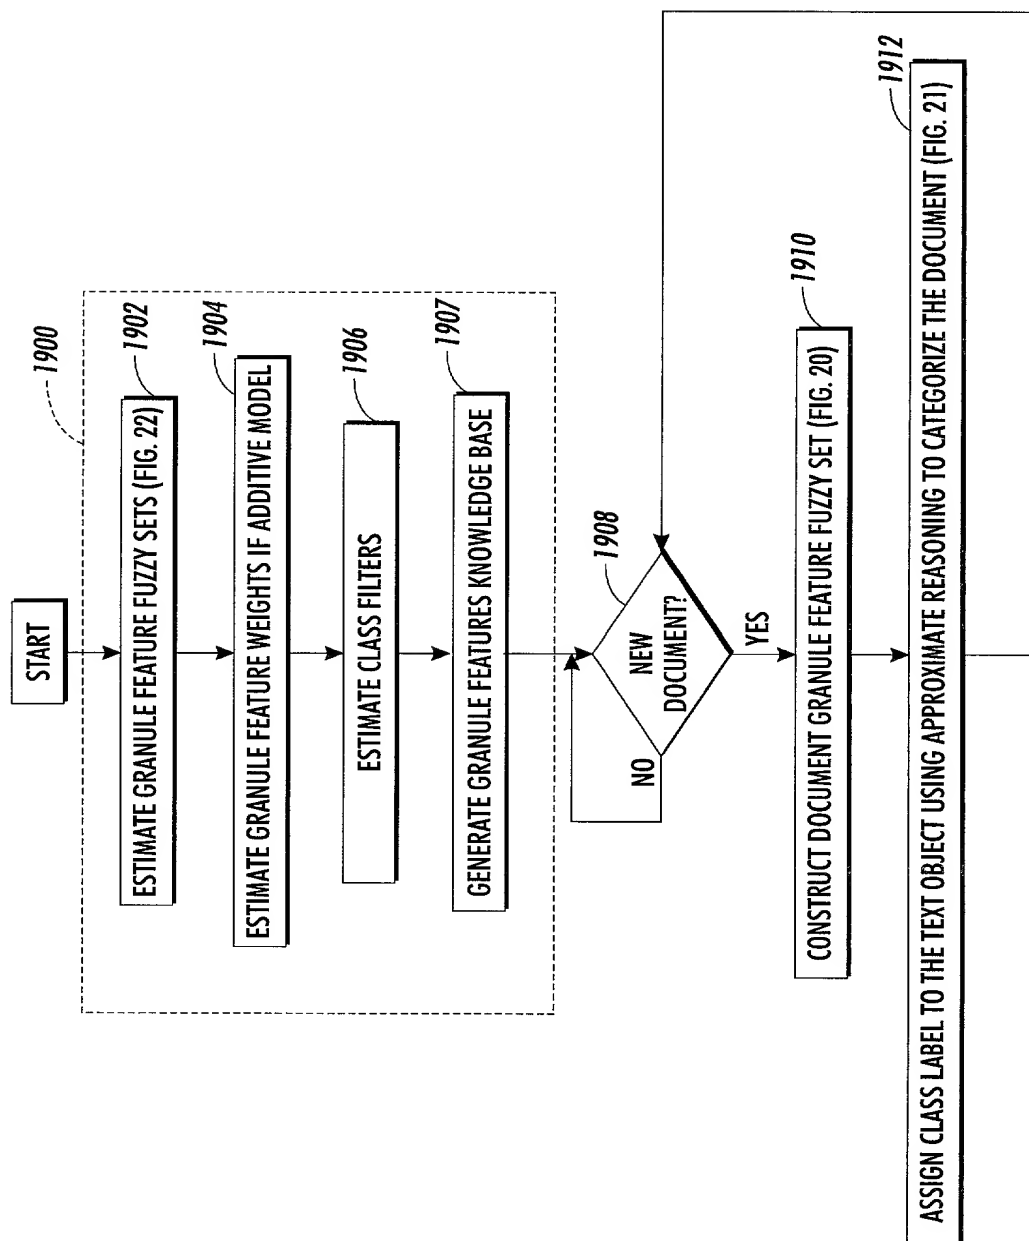 START
1900
ESTIMATE GRANULE FEATURE FUZZY SETS (FIG. 22)
1902
ESTIMATE GRANULE FEATURE WEIGHTS IF ADDITIVE MODEL
1904
ESTIMATE CLASS FILTERS
1906
GENERATE GRANULE FEATURES KNOWLEDGE BASE
1907
NEW
DOCUMENT?
1908
NO
YES
CONSTRUCT DOCUMENT GRANULE FEATURE FUZZY SET (FIG. 20)
1910
ASSIGN CLASS LABEL TO THE TEXT OBJECT USING APPROXIMATE REASONING TO CATEGORIZE THE DOCUMENT (FIG. 21)
1912